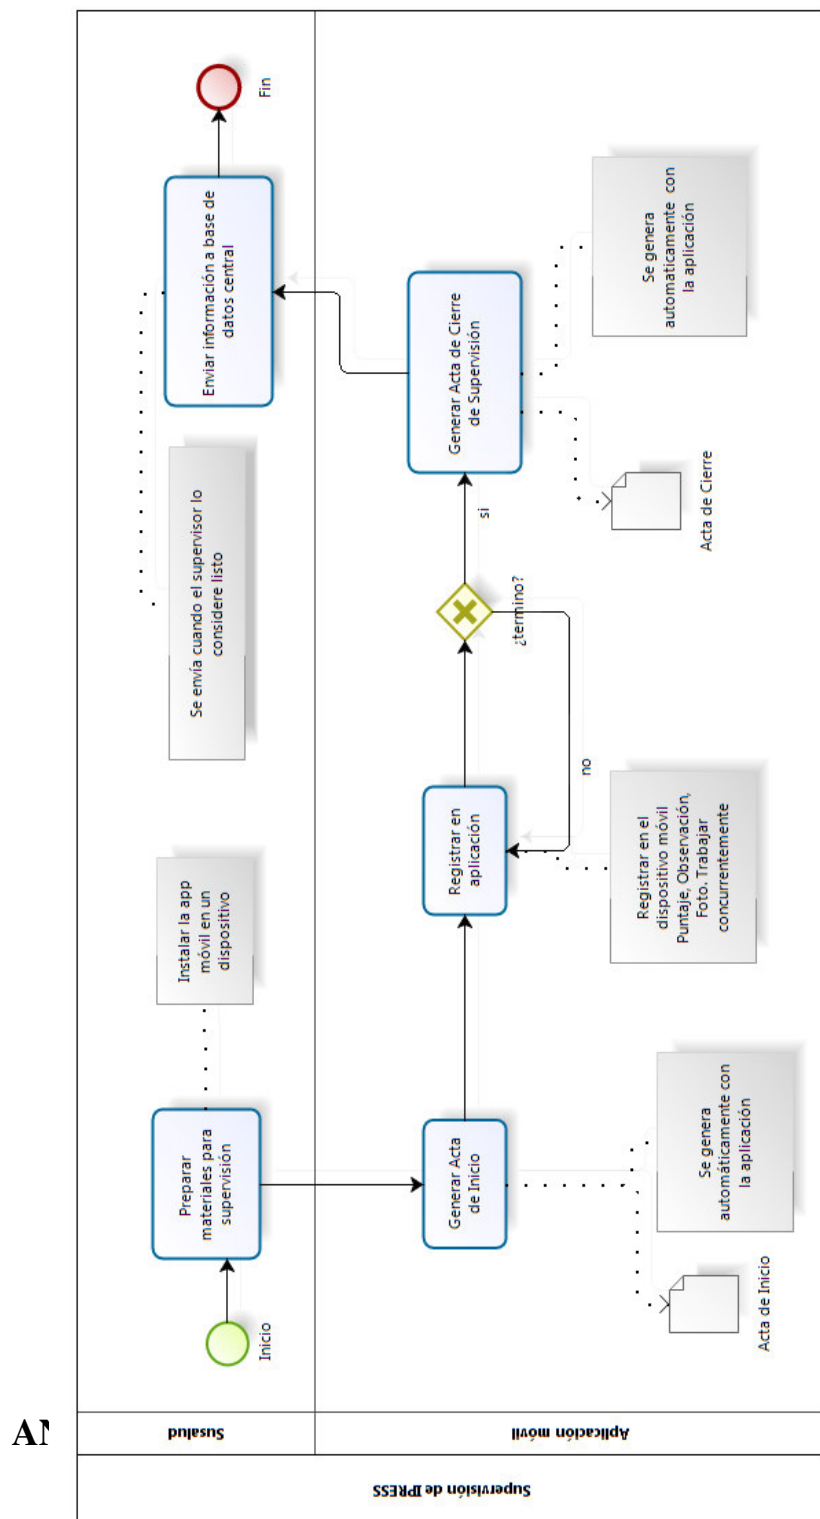 Supervisión de IPRESS
Susalud
Inicio
Preparar
materiales para
supervisión
Instalar la app
móvil en un
dispositivo
Se envía cuando el supervisor lo
considere listo
Enviar información a base de
datos central
Fin
Aplicación móvil
Generar Acta
de Inicio
Acta de Inicio
Se genera
automáticamente con
la aplicación
Registrar en
aplicación
Registrar en el
dispositivo móvil
Puntaje, Observación,
Foto. Trabajar
concurrentemente
¿termino?
no
si
Generar Acta de Cierre
de Supervisión
Acta de Cierre
Se genera
automaticamente con
la aplicación